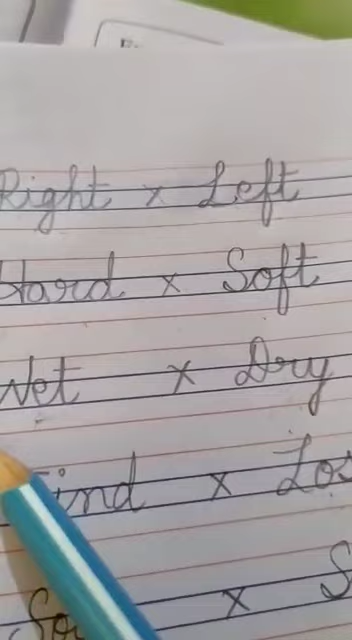 Right × Left
Hard × Soft
Wet × Dry
Find ×
×